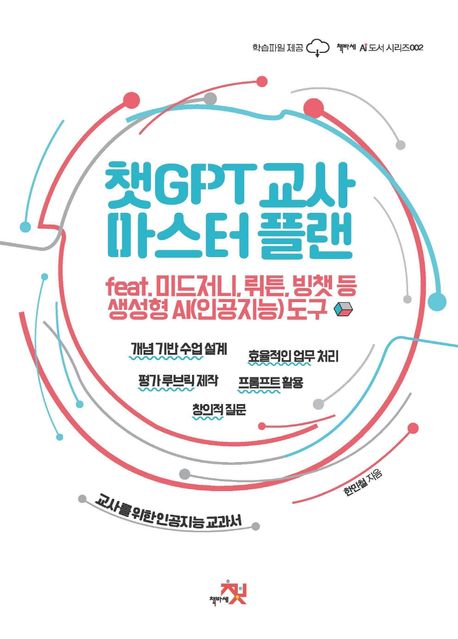 학습파일 제공 책바세 AI 도서 시리즈002
챗GPT 교사
마스터 플랜
feat. 미드저니, 뤼튼, 빙챗 등
생성형 AI(인공지능) 도구
개념 기반 수업 설계 효율적인 업무 처리
평가 루브릭 제작 프롬프트 활용
창의적 질문
한민철 지음
교사를 위한 인공지능 교과서
책바세